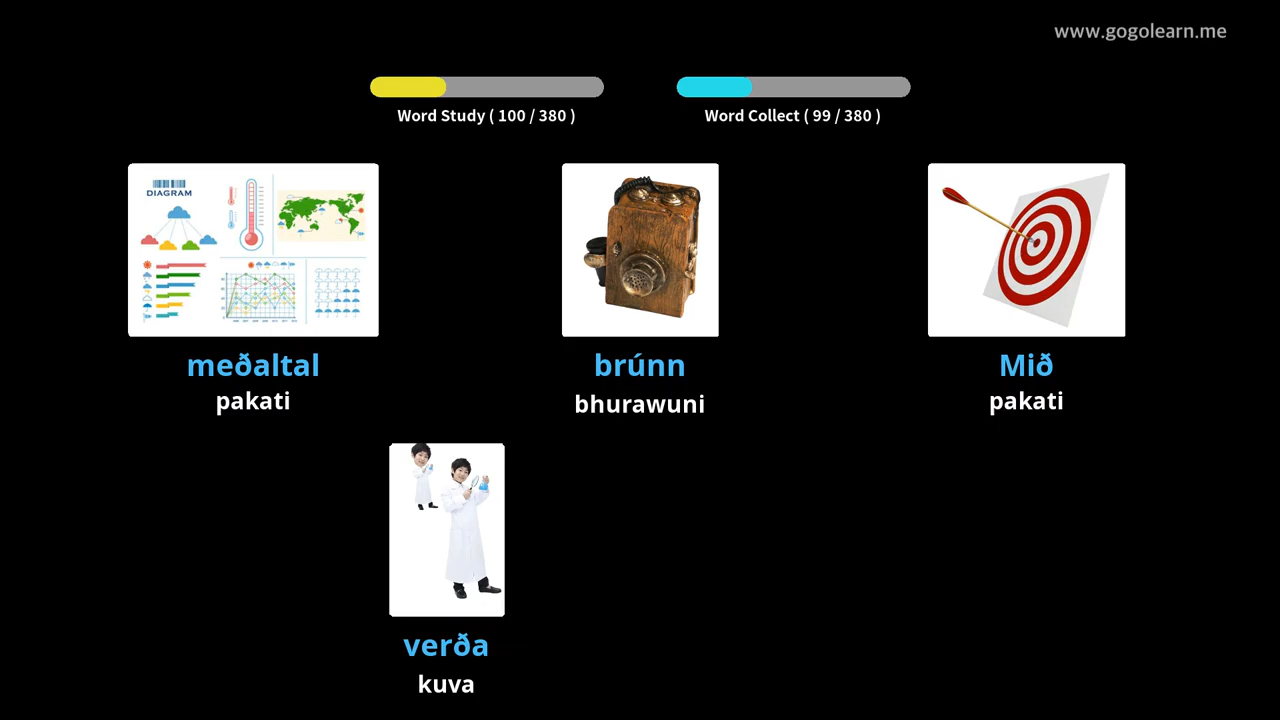 www.gogolearn.me
Word Study ( 100 / 380 )
Word Collect ( 99 / 380 )
DIAGRAM
meðaltal
pakati
brúnn
bhurawuni
Mið
pakati
verða
kuva